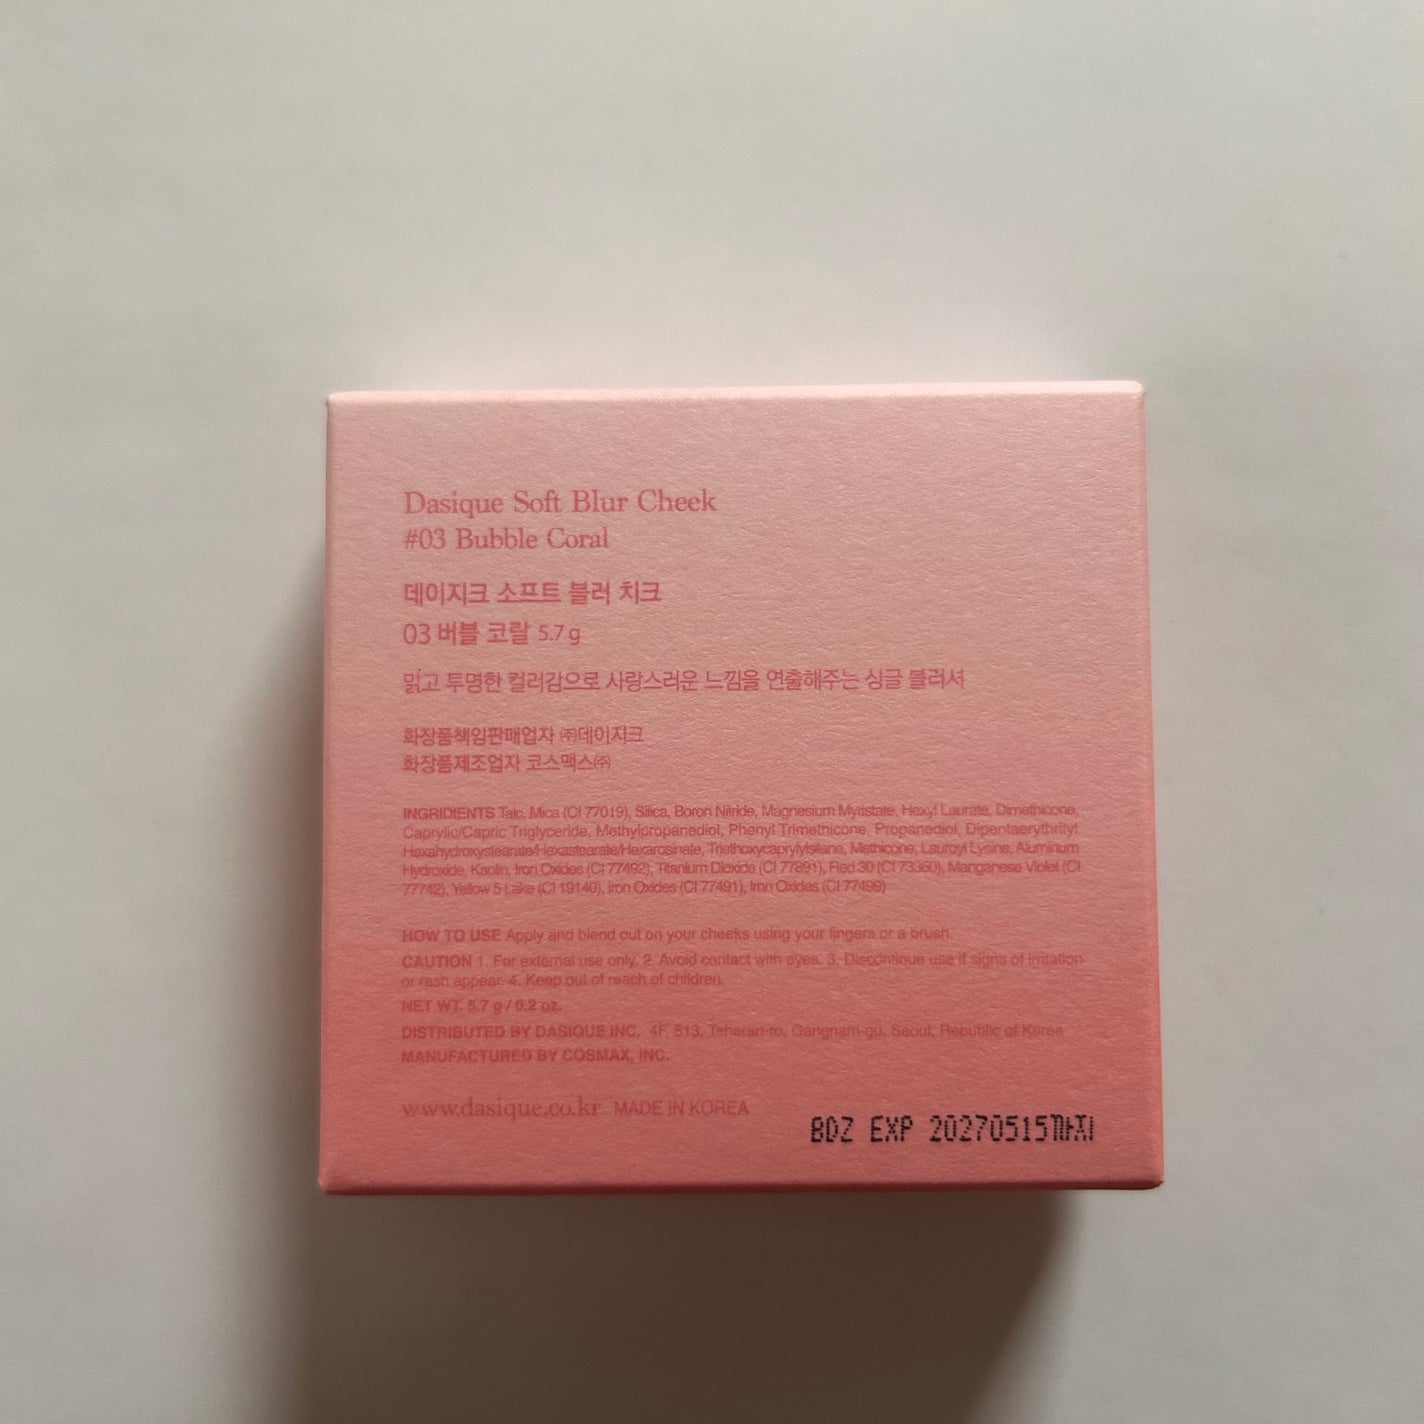 Dasique Soft Blur Cheek
#03 Bubble Coral
데이지크 소프트 블러 치크
03 버블 코랄 5.7 g
맑고 투명한 컬러감으로 사랑스러운 느낌을 연출해주는 싱글 블러셔
화장품책임판매업자 ㈜데이지크
화장품제조업자 코스맥스㈜
INGRIDIENTS Talc, Mica (CI 77019), Silica, Boron Nitride, Magnesium Myristate, Hexyl Laurate, Dimethicone,
Caprylic/Capric Triglyceride, Methylpropanediol, Phenyl Trimethicone, Propanediol, Dipentaerythrityl
Hexahydroxystearate/Hexastearate/Hexarosinate, Triethoxycaprylylsilane, Methicone, Lauroyl Lysine, Aluminum
Hydroxide, Kaolin, Iron Oxides (CI 77492), Titanium Dioxide (CI 77891), Red 30 (CI 73360), Manganese Violet (CI
77742), Yellow 5 Lake (CI 19140), Iron Oxides (CI 77491), Iron Oxides (CI 77499)
HOW TO USE Apply and blend out on your cheeks using your fingers or a brush.
CAUTION 1. For external use only. 2. Avoid contact with eyes. 3. Discontinue use if signs of irritation
or rash appear. 4. Keep out of reach of children.
NET WT. 5.7 g / 0.2 oz.
DISTRIBUTED BY DASIQUE INC. 4F, 513, Teheran-ro, Gangnam-gu, Seoul, Republic of Korea
MANUFACTURED BY COSMAX, INC.
www.dasique.co.kr MADE IN KOREA
BDZ EXP 20270515까지